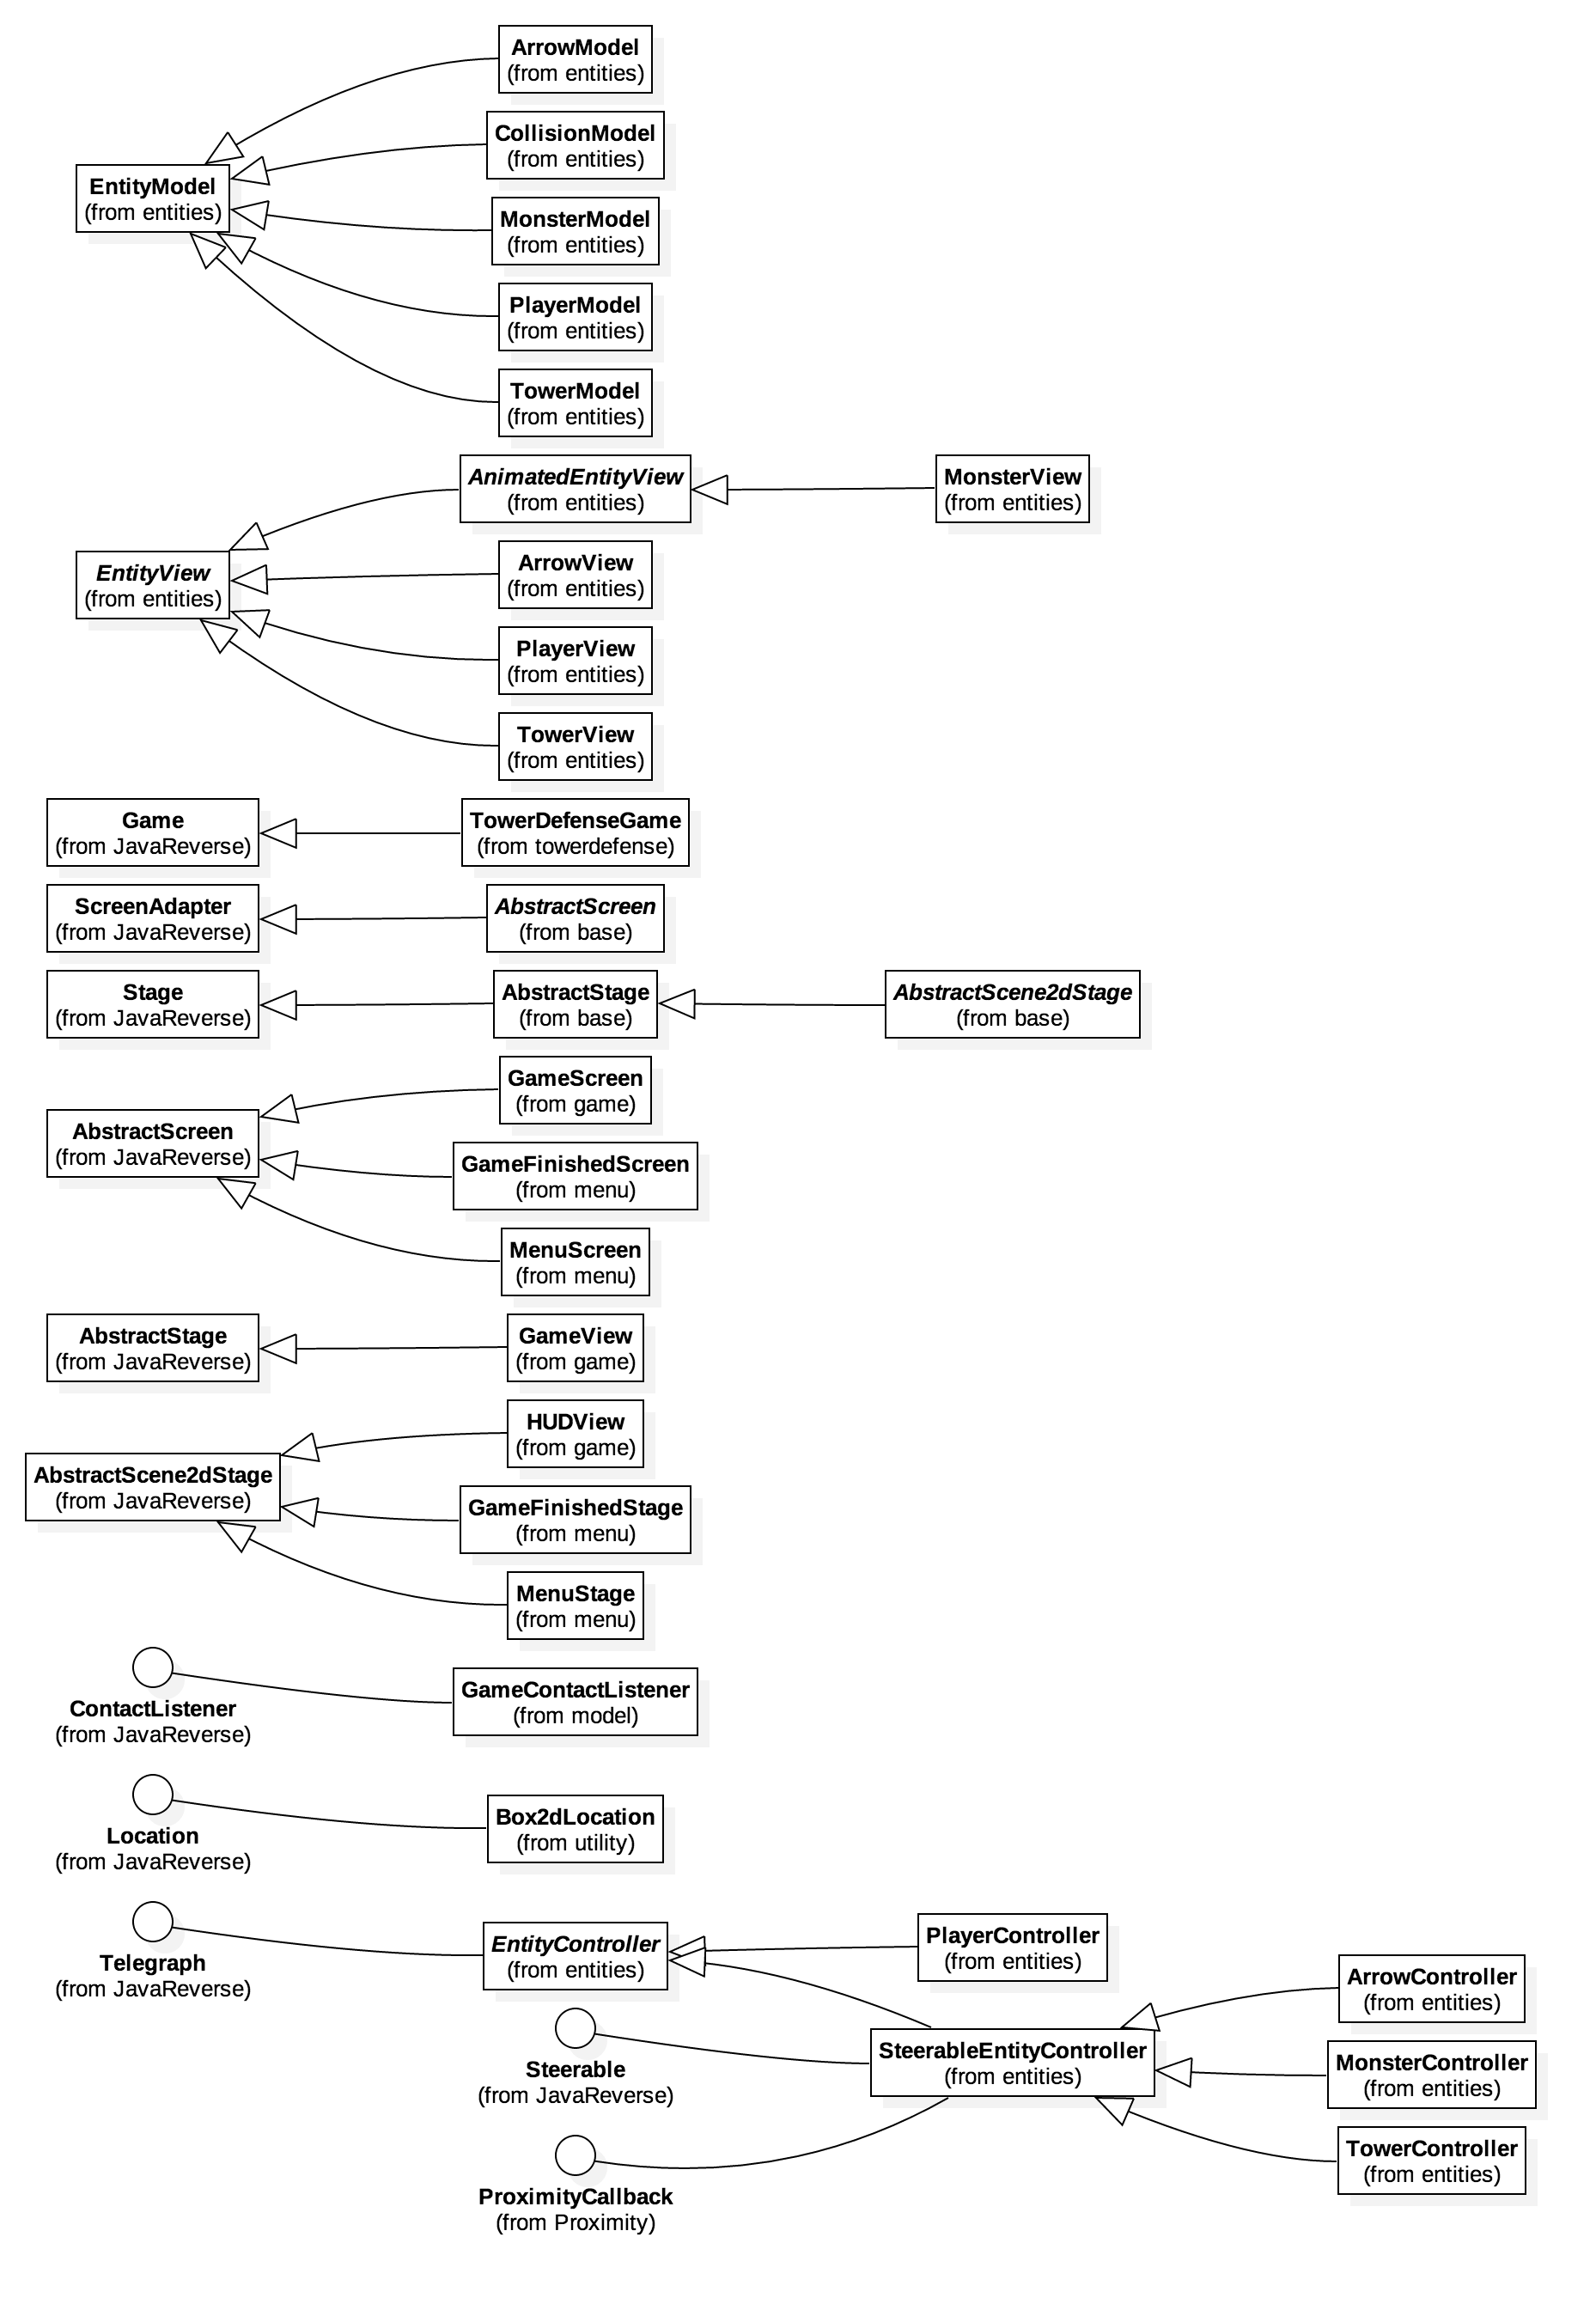 ArrowModel
(from entities)
CollisionModel
(from entities)
EntityModel
(from entities)
MonsterModel
(from entities)
PlayerModel
(from entities)
TowerModel
(from entities)
AnimatedEntityView
(from entities)
MonsterView
(from entities)
EntityView
(from entities)
ArrowView
(from entities)
PlayerView
(from entities)
TowerView
(from entities)
Game
(from JavaReverse)
TowerDefenseGame
(from towerdefense)
ScreenAdapter
(from JavaReverse)
AbstractScreen
(from base)
Stage
(from JavaReverse)
AbstractStage
(from base)
AbstractScene2dStage
(from base)
GameScreen
(from game)
AbstractScreen
(from JavaReverse)
GameFinishedScreen
(from menu)
MenuScreen
(from menu)
AbstractStage
(from JavaReverse)
GameView
(from game)
HUDView
(from game)
AbstractScene2dStage
(from JavaReverse)
GameFinishedStage
(from menu)
MenuStage
(from menu)
ContactListener
(from JavaReverse)
GameContactListener
(from model)
Location
(from JavaReverse)
Box2dLocation
(from utility)
Telegraph
(from JavaReverse)
EntityController
(from entities)
PlayerController
(from entities)
ArrowController
(from entities)
Steerable
(from JavaReverse)
SteerableEntityController
(from entities)
MonsterController
(from entities)
TowerController
(from entities)
ProximityCallback
(from Proximity)